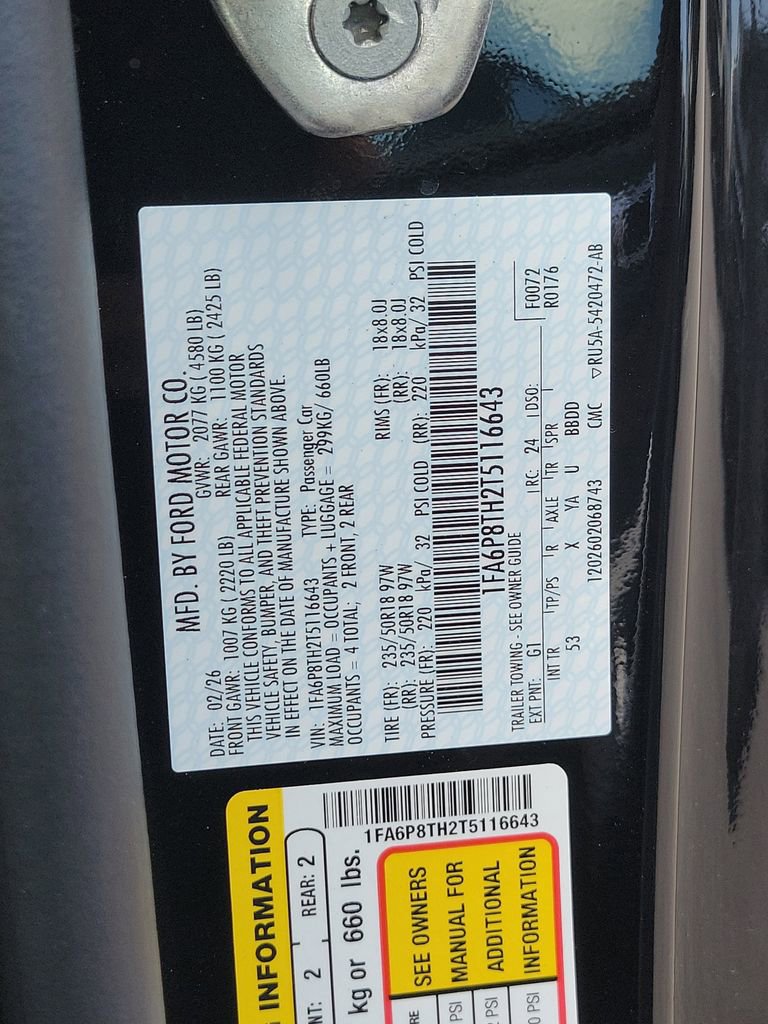 MFD. BY FORD MOTOR CO.
DATE: 02/26 GVWR: 2077 KG ( 4580 LB)
FRONT GAWR: 1007 KG ( 2220 LB) REAR GAWR: 1100 KG ( 2425 LB)
THIS VEHICLE CONFORMS TO ALL APPLICABLE FEDERAL MOTOR
VEHICLE SAFETY, BUMPER, AND THEFT PREVENTION STANDARDS
IN EFFECT ON THE DATE OF MANUFACTURE SHOWN ABOVE.
VIN: 1FA6P8TH2T5116643 TYPE: Passenger Car
MAXIMUM LOAD = OCCUPANTS + LUGGAGE = 299KG/ 660LB
OCCUPANTS = 4 TOTAL; 2 FRONT, 2 REAR
TIRE (FR): 235/50R18 97W RIMS (FR): 18x8.0J
(RR): 235/50R18 97W (RR): 18x8.0J
PRESSURE (FR): 220 kPa/ 32 PSI COLD (RR): 220 kPa/ 32 PSI COLD
1FA6P8TH2T5116643
TRAILER TOWING - SEE OWNER GUIDE
EXT PNT: G1 RC: 24 DSO: F0072
INT TR TP/PS R AXLE TR SPR R0176
53 X YA U BBDD
1202602068743 CMC ▽RU5A-5420472-AB
INFORMATION
NT: 2 REAR: 2
kg or 660 lbs.
1FA6P8TH2T5116643
SEE OWNERS
MANUAL FOR
ADDITIONAL
INFORMATION
RE
PSI
PSI
PSI